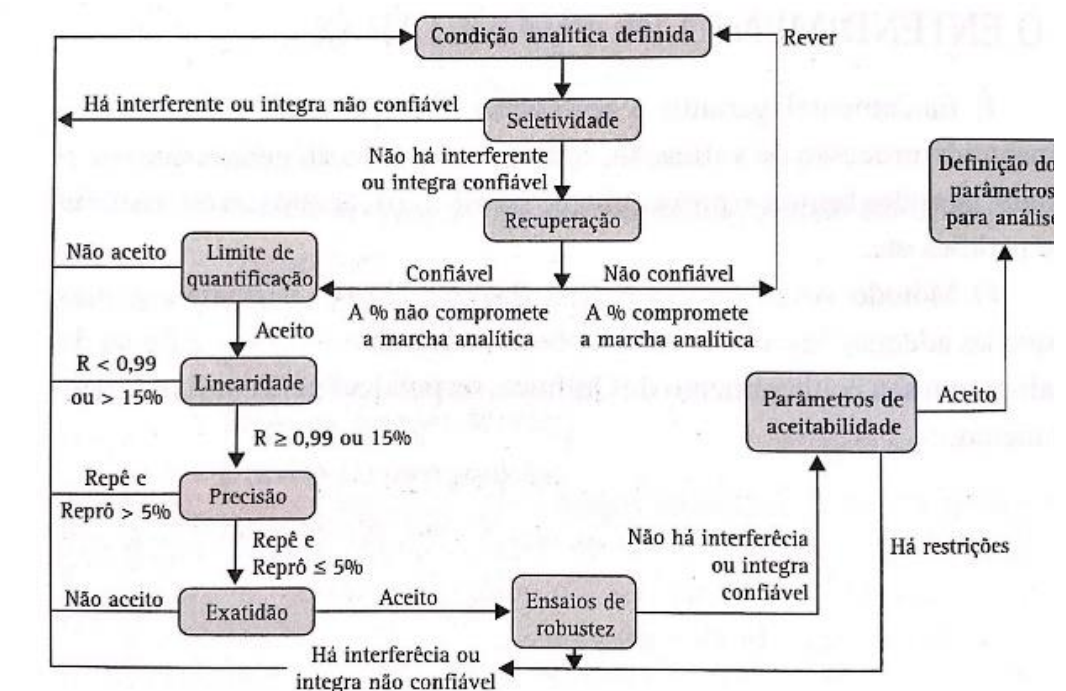 Condição analítica definida
Rever
Há interferente ou integra não confiável
Seletividade
Não há interferente
ou integra confiável
Recuperação
Definição do
parâmetros
para análise
Não aceito
Limite de
quantificação
Confiável
Não confiável
A % não compromete
a marcha analítica
A % compromete
a marcha analítica
Aceito
R < 0,99
ou > 15%
Linearidade
Parâmetros de
aceitabilidade
Aceito
R ≥ 0,99 ou 15%
Repê e
Reprô > 5%
Precisão
Repê e
Reprô ≤ 5%
Não há interferêcia
ou integra
confiável
Há restrições
Não aceito
Exatidão
Aceito
Ensaios de
robustez
Há interferêcia ou
integra não confiável